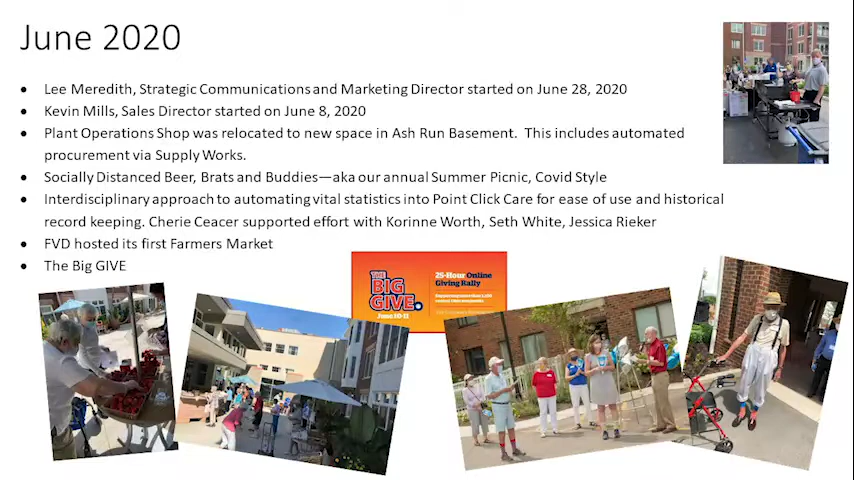 June 2020
• Lee Meredith, Strategic Communications and Marketing Director started on June 28, 2020
• Kevin Mills, Sales Director started on June 8, 2020
• Plant Operations Shop was relocated to new space in Ash Run Basement.  This includes automated
procurement via Supply Works.
• Socially Distanced Beer, Brats and Buddies—aka our annual Summer Picnic, Covid Style
• Interdisciplinary approach to automating vital statistics into Point Click Care for ease of use and historical
record keeping. Cherie Ceacer supported effort with Korinne Worth, Seth White, Jessica Rieker
• FVD hosted its first Farmers Market
• The Big GIVE
THE
BIG
GIVE.
June 10-11
25-Hour Online
Giving Rally